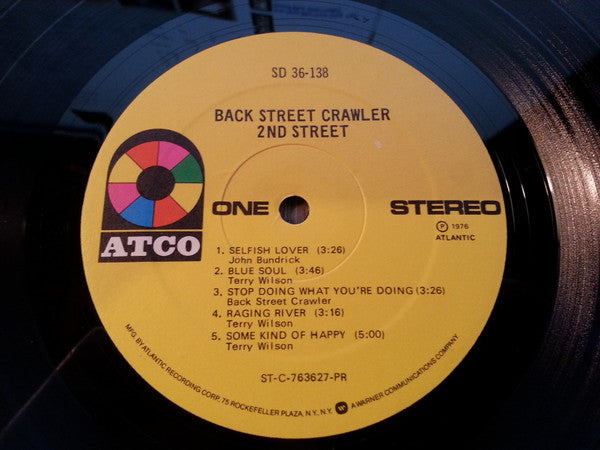 SD 36-138
BACK STREET CRAWLER
2ND STREET
ATCO
ONE
STEREO
℗ 1976
ATLANTIC
1. SELFISH LOVER (3:26)
John Bundrick
2. BLUE SOUL (3:46)
Terry Wilson
3. STOP DOING WHAT YOU'RE DOING (3:26)
Back Street Crawler
4. RAGING RIVER (3:16)
Terry Wilson
5. SOME KIND OF HAPPY (5:00)
Terry Wilson
ST-C-763627-PR
MFG. BY ATLANTIC RECORDING CORP. 75 ROCKEFELLER PLAZA, N.Y., N.Y. W A WARNER COMMUNICATIONS COMPANY